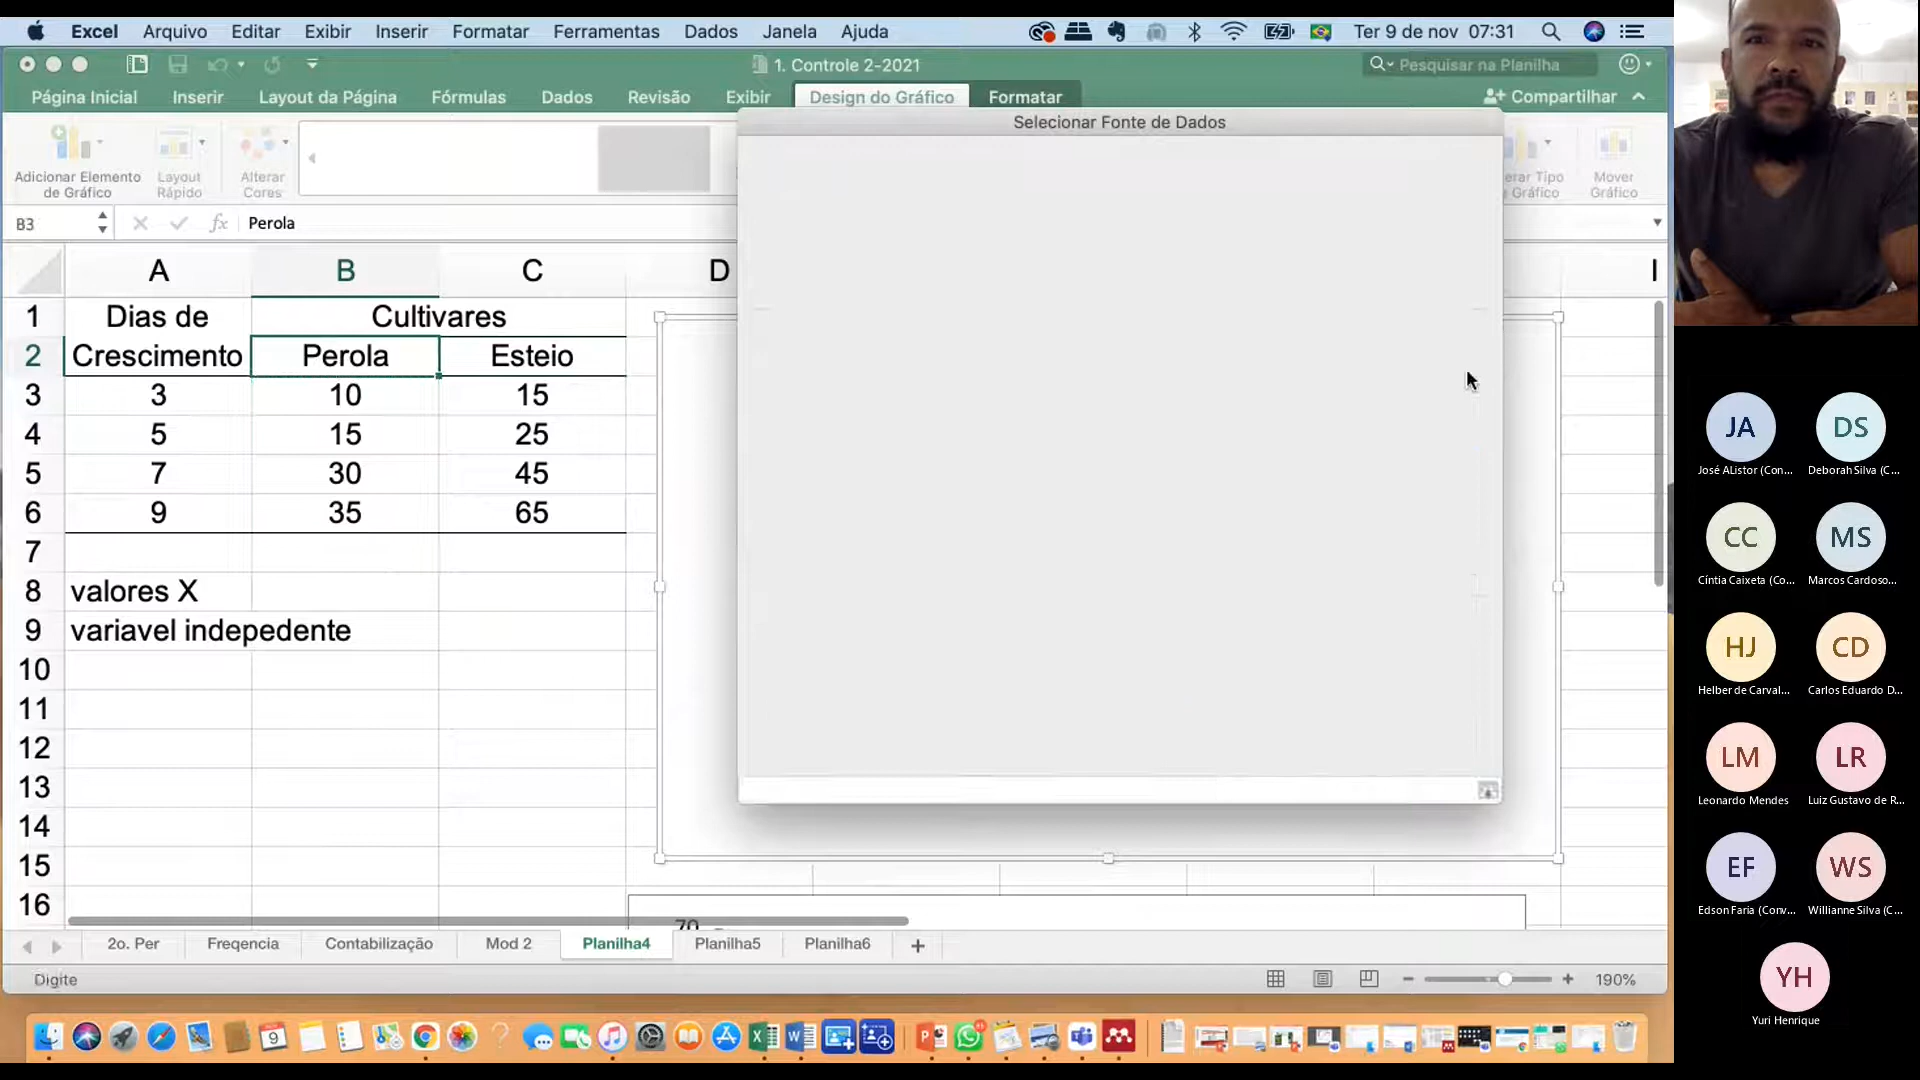 Excel Arquivo Editar Exibir Inserir Formatar Ferramentas Dados Janela Ajuda Ter 9 de nov 07:31
1. Controle 2-2021 Pesquisar na Planilha
Página Inicial Inserir Layout da Página Fórmulas Dados Revisão Exibir Design do Gráfico Formatar Compartilhar
Selecionar Fonte de Dados
Adicionar Elemento
de Gráfico
Layout
Rápido
Alterar
Cores
erar Tipo
Gráfico
Mover
Gráfico
B3 fx Perola
A B C D I
1 Dias de Cultivares
2 Crescimento Perola Esteio
3 3 10 15
4 5 15 25
5 7 30 45
6 9 35 65
7
8 valores X
9 variavel indepedente
10
11
12
13
14
15
16
70
2o. Per Freqencia Contabilização Mod 2 Planilha4 Planilha5 Planilha6 +
Digite 190%
9
JA DS
José AListor (Con... Deborah Silva (C...
CC MS
Cíntia Caixeta (Co... Marcos Cardoso...
HJ CD
Helber de Carval... Carlos Eduardo D...
LM LR
Leonardo Mendes Luiz Gustavo de R...
EF WS
Edson Faria (Conv... Willianne Silva (C...
YH
Yuri Henrique